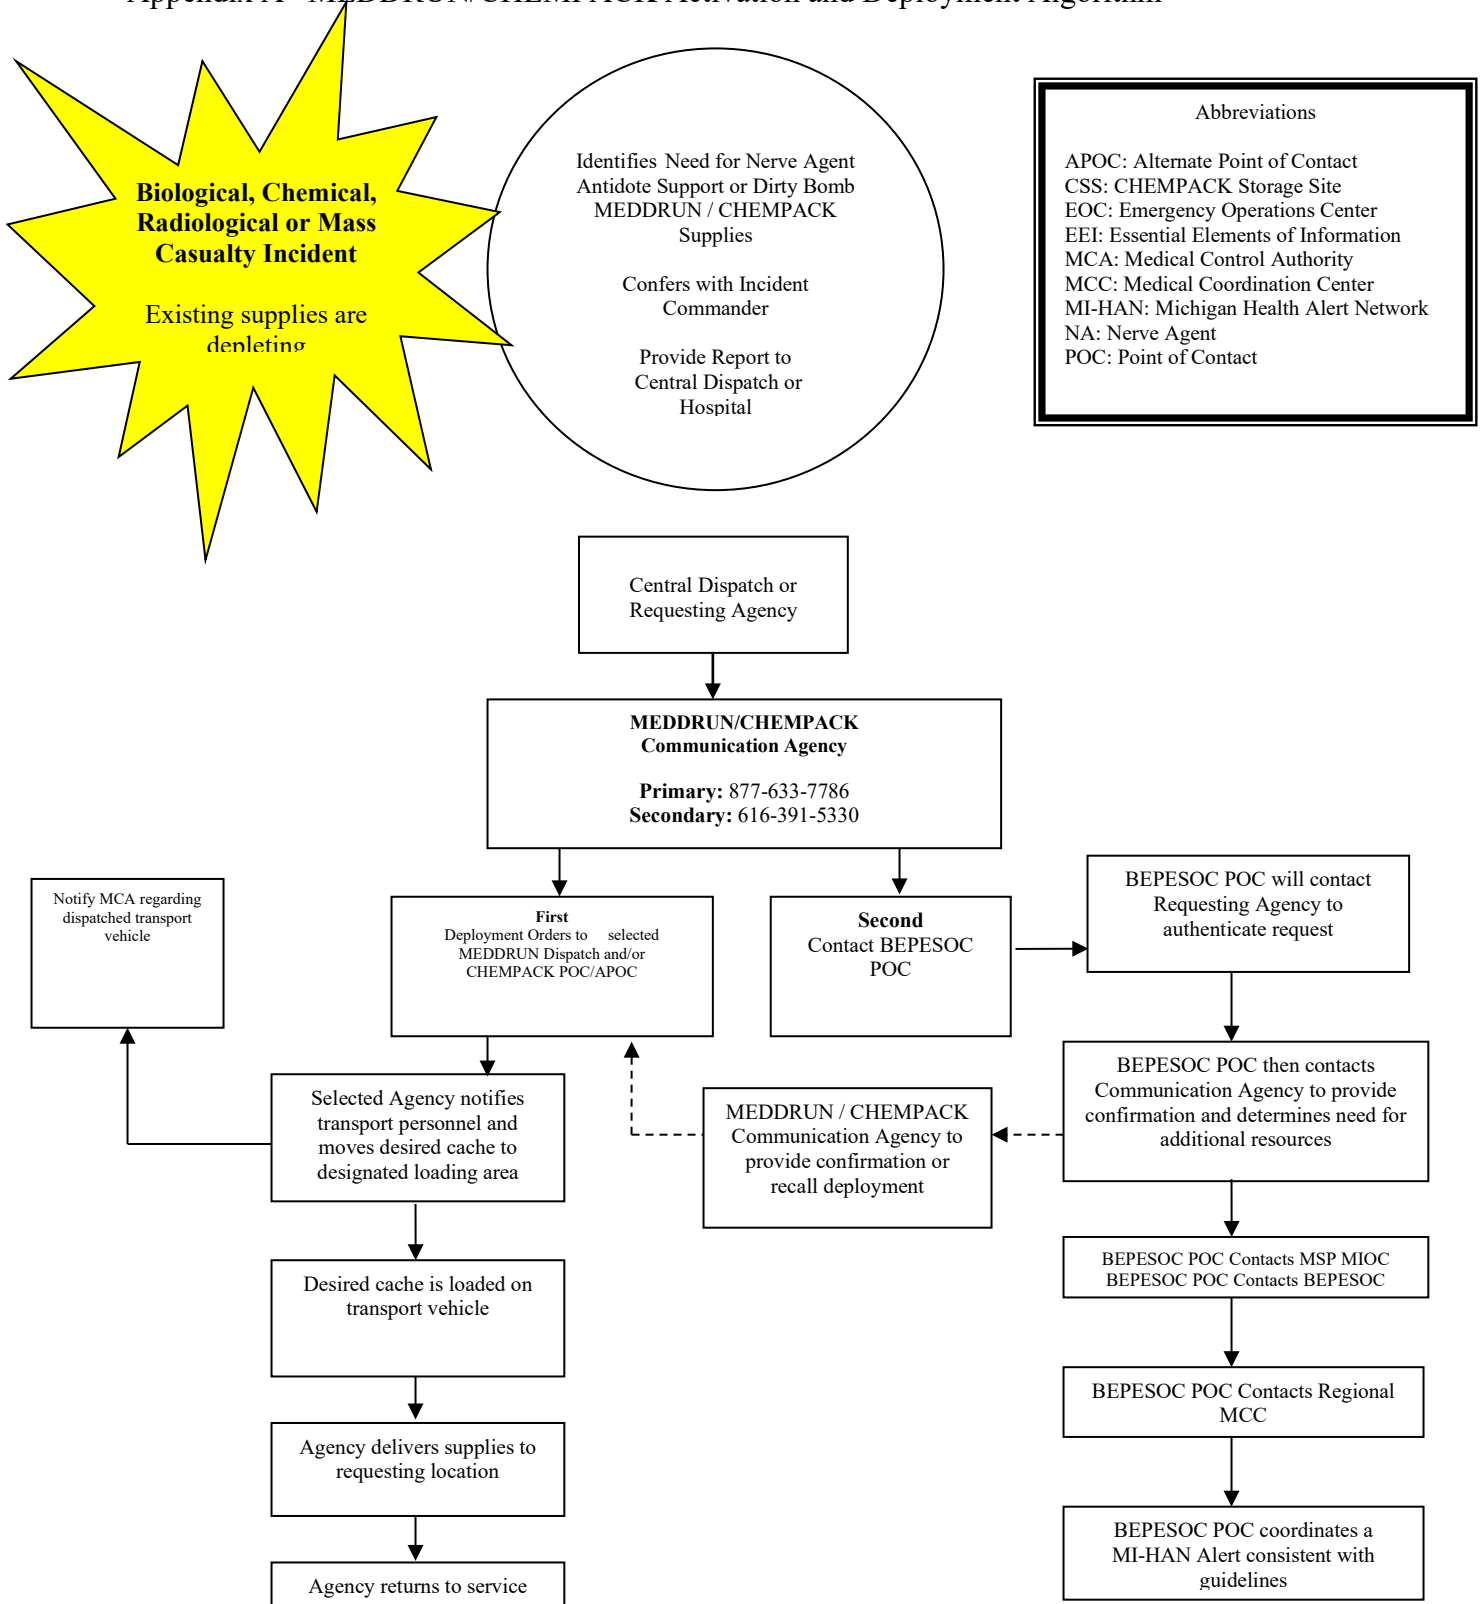 Appendix A - MEDDRUN/CHEMPACK Activation and Deployment Algorithm
Biological, Chemical,
Radiological or Mass
Casualty Incident
Existing supplies are
depleting
Identifies Need for Nerve Agent
Antidote Support or Dirty Bomb
MEDDRUN / CHEMPACK
Supplies
Confers with Incident
Commander
Provide Report to
Central Dispatch or
Hospital
Abbreviations
APOC: Alternate Point of Contact
CSS: CHEMPACK Storage Site
EOC: Emergency Operations Center
EEI: Essential Elements of Information
MCA: Medical Control Authority
MCC: Medical Coordination Center
MI-HAN: Michigan Health Alert Network
NA: Nerve Agent
POC: Point of Contact
Central Dispatch or
Requesting Agency
MEDDRUN/CHEMPACK
Communication Agency
Primary: 877-633-7786
Secondary: 616-391-5330
Notify MCA regarding
dispatched transport
vehicle
First
Deployment Orders to selected
MEDDRUN Dispatch and/or
CHEMPACK POC/APOC
Second
Contact BEPESOC
POC
BEPESOC POC will contact
Requesting Agency to
authenticate request
Selected Agency notifies
transport personnel and
moves desired cache to
designated loading area
MEDDRUN / CHEMPACK
Communication Agency to
provide confirmation or
recall deployment
BEPESOC POC then contacts
Communication Agency to provide
confirmation and determines need for
additional resources
Desired cache is loaded on
transport vehicle
BEPESOC POC Contacts MSP MIOC
BEPESOC POC Contacts BEPESOC
Agency delivers supplies to
requesting location
BEPESOC POC Contacts Regional
MCC
Agency returns to service
BEPESOC POC coordinates a
MI-HAN Alert consistent with
guidelines